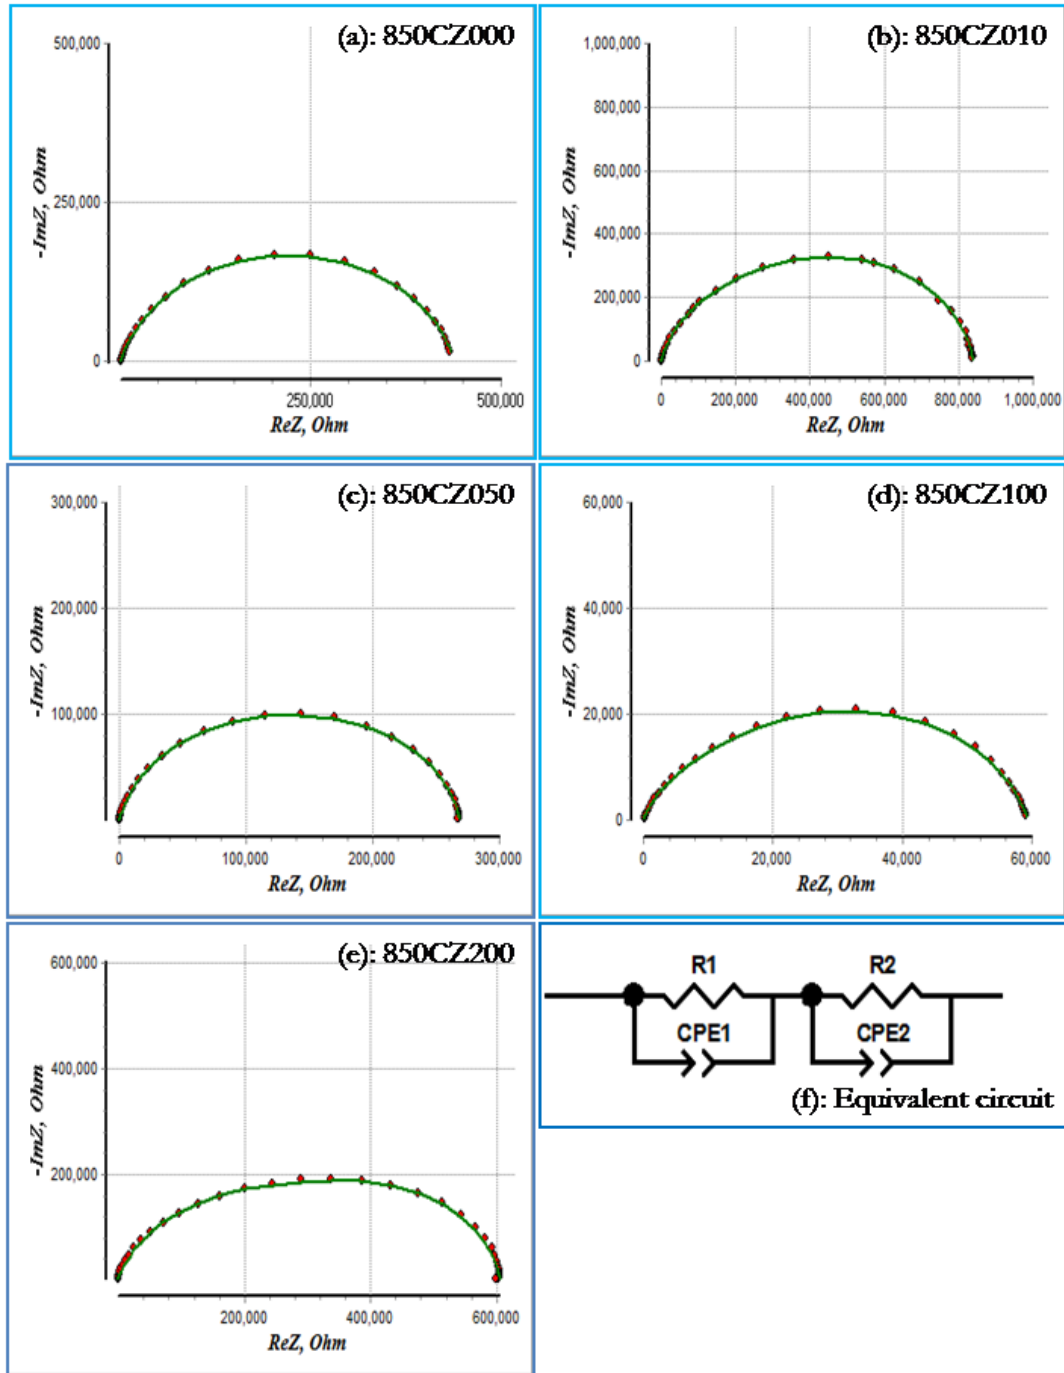 (a): 850CZ000
500,000
250,000
0
-ImZ, Ohm
250,000
500,000
ReZ, Ohm
(b): 850CZ010
1,000,000
800,000
600,000
400,000
200,000
0
-ImZ, Ohm
0 200,000 400,000 600,000 800,000 1,000,000
ReZ, Ohm
(c): 850CZ050
300,000
200,000
100,000
0
-ImZ, Ohm
0 100,000 200,000 300,000
ReZ, Ohm
(d): 850CZ100
60,000
40,000
20,000
0
-ImZ, Ohm
0 20,000 40,000 60,000
ReZ, Ohm
(e): 850CZ200
600,000
400,000
200,000
0
-ImZ, Ohm
200,000 400,000 600,000
ReZ, Ohm
R1 R2
CPE1 CPE2
(f): Equivalent circuit